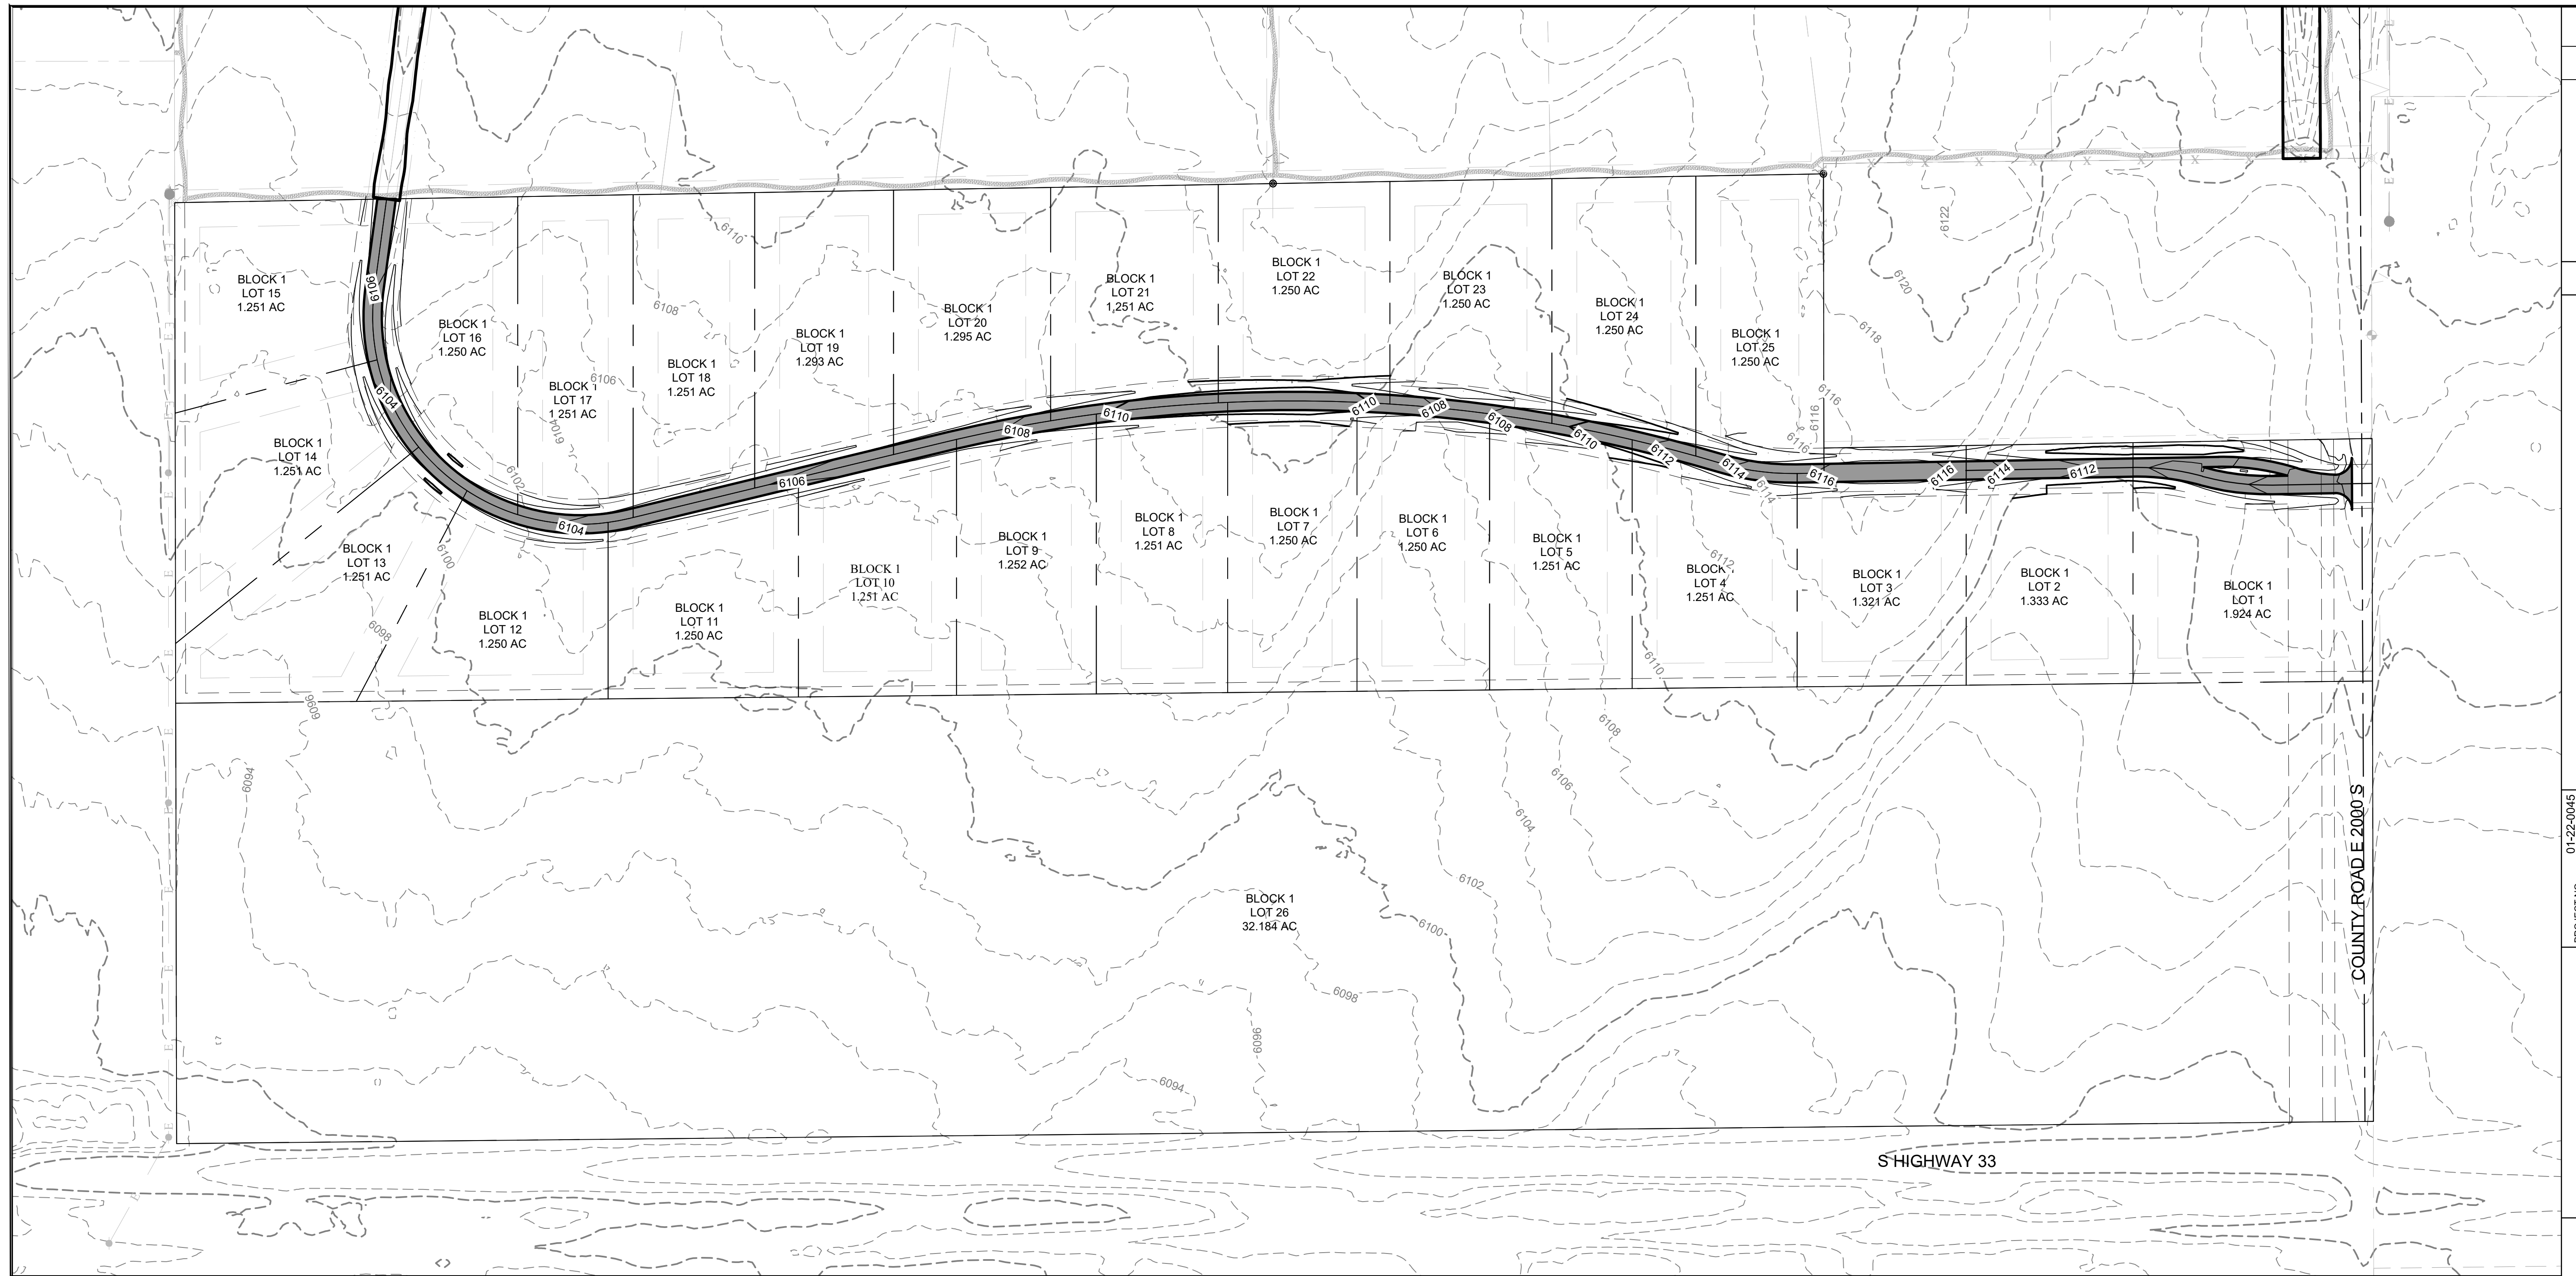 6122
6110
6120
BLOCK 1
LOT 15
1.251 AC
6106
BLOCK 1
LOT 16
1.250 AC
6108
BLOCK 1
LOT 17
1.251 AC
6106
6104
BLOCK 1
LOT 18
1.251 AC
BLOCK 1
LOT 19
1.293 AC
BLOCK 1
LOT 20
1.295 AC
BLOCK 1
LOT 21
1.251 AC
BLOCK 1
LOT 22
1.250 AC
BLOCK 1
LOT 23
1.250 AC
BLOCK 1
LOT 24
1.250 AC
BLOCK 1
LOT 25
1.250 AC
6118
6116
6116
6116
6104
6102
6104
6106
6108
6110
6110
6108
6108
6110
6112
6114
6114
6116
6116
6114
6112
BLOCK 1
LOT 14
1.251 AC
BLOCK 1
LOT 13
1.251 AC
6100
6098
BLOCK 1
LOT 12
1.250 AC
BLOCK 1
LOT 11
1.250 AC
BLOCK 1
LOT 10
1.251 AC
BLOCK 1
LOT 9
1.252 AC
BLOCK 1
LOT 8
1.251 AC
BLOCK 1
LOT 7
1.250 AC
BLOCK 1
LOT 6
1.250 AC
BLOCK 1
LOT 5
1.251 AC
6112
BLOCK 1
LOT 4
1.251 AC
BLOCK 1
LOT 3
1.321 AC
BLOCK 1
LOT 2
1.333 AC
BLOCK 1
LOT 1
1.924 AC
6110
6096
6108
6094
6106
6104
6102
BLOCK 1
LOT 26
32.184 AC
6100
6098
6096
6094
COUNTY ROAD E 2000 S
S HIGHWAY 33
01-22-0045